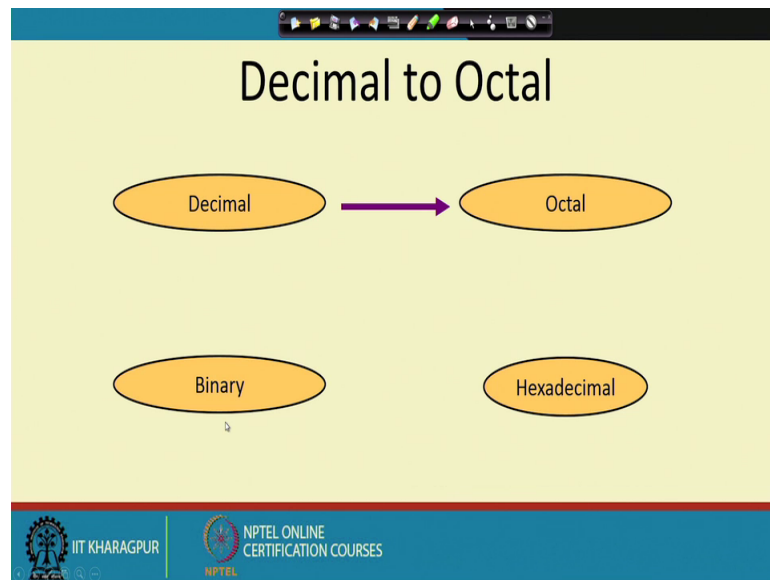 Decimal to Octal
Decimal
Octal
Binary
Hexadecimal
IIT KHARAGPUR
NPTEL
NPTEL ONLINE
CERTIFICATION COURSES